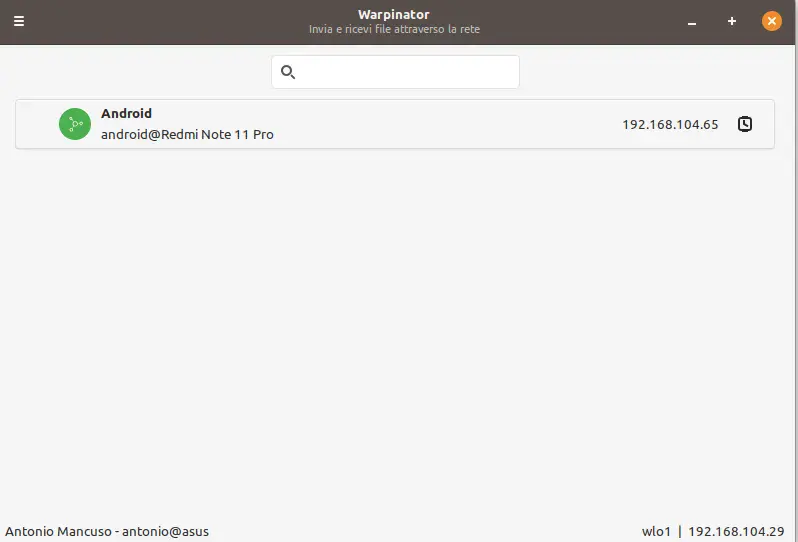 Warpinator
Invia e ricevi file attraverso la rete
Android
android@Redmi Note 11 Pro
192.168.104.65
Antonio Mancuso - antonio@asus
wlo1 | 192.168.104.29